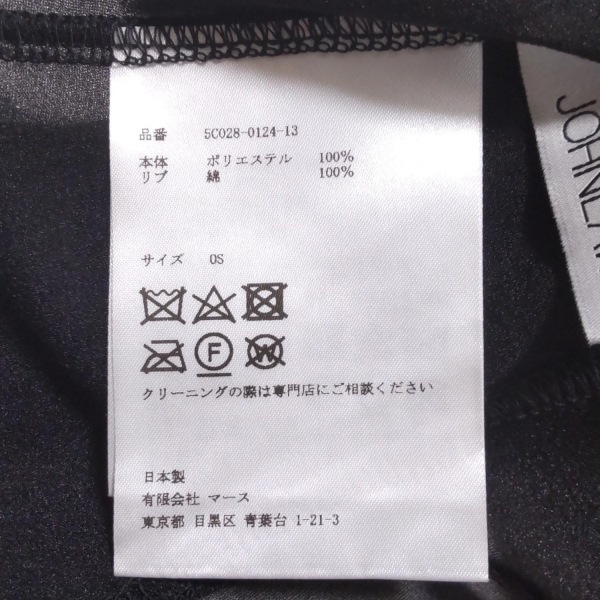 品番 5C028-0124-13
本体 ポリエステル 100%
リブ 綿 100%
サイズ 0S
F
W
クリーニングの際は専門店にご相談ください
日本製
有限会社 マース
東京都 目黒区 青葉台 1-21-3